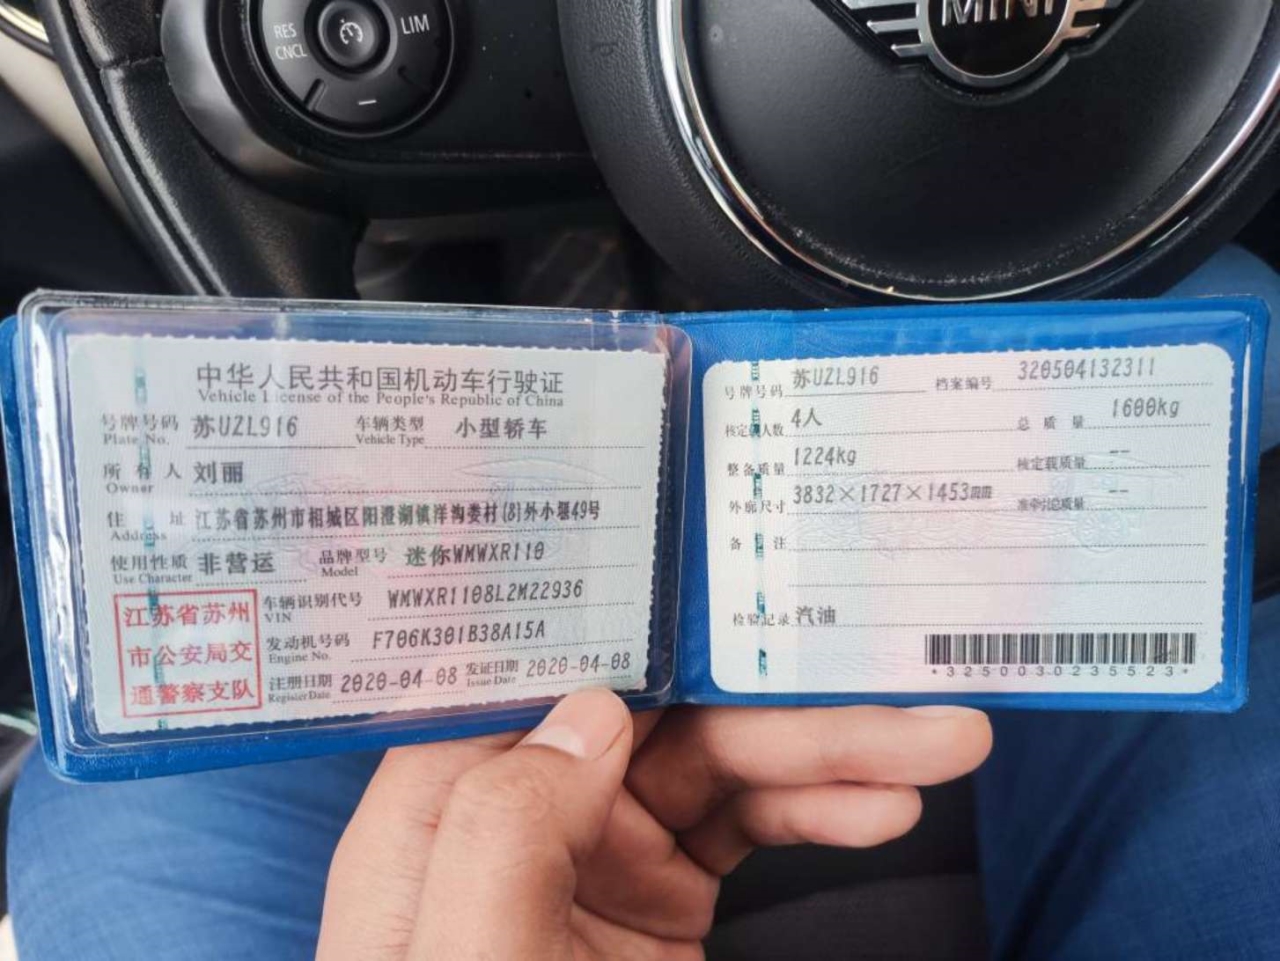 RES
CNCL
LIM
MINI
中华人民共和国机动车行驶证
Vehicle License of the People's Republic of China
号牌号码 苏UZL916 车辆类型 小型轿车
Plate No. Vehicle Type
所有人 刘丽
Owner
住址 江苏省苏州市相城区阳澄湖镇洋沟娄村(8)外小堰49号
Address
使用性质 非营运 品牌型号 迷你WMWXR110
Use Character Model
江苏省苏州
市公安局交
通警察支队
车辆识别代号 WMWXR1108L2M22936
VIN
发动机号码 F706K301B38A15A
Engine No.
注册日期 2020-04-08 发证日期 2020-04-08
Register Date Issue Date
号牌号码 苏UZL916 档案编号 320504132311
核定载人数 4人 总质量 1600kg
整备质量 1224kg 核定载质量 --
外廓尺寸 3832×1727×1453mm 准牵引总质量 --
备注
检验记录 汽油
*3250030235523*